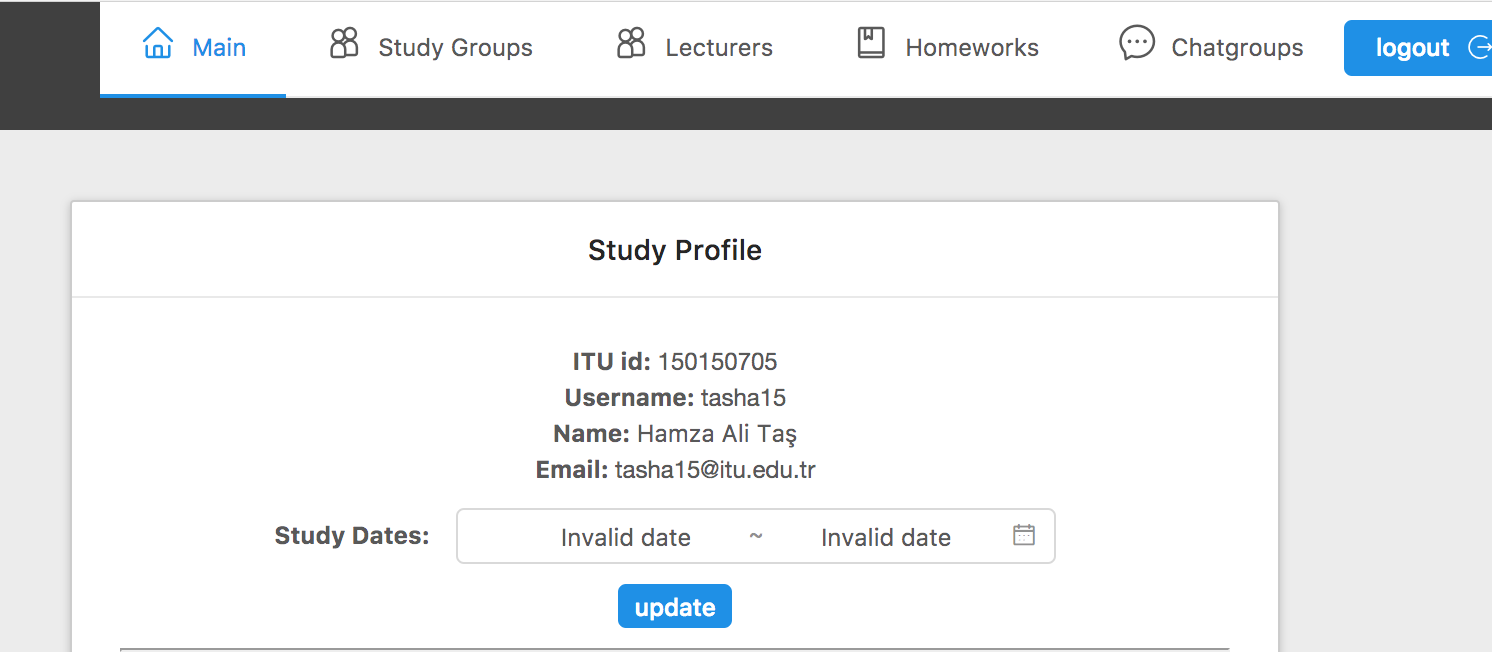 Main Study Groups Lecturers Homeworks Chatgroups logout
Study Profile
ITU id: 150150705
Username: tasha15
Name: Hamza Ali Taş
Email: tasha15@itu.edu.tr
Study Dates: Invalid date ~ Invalid date
update